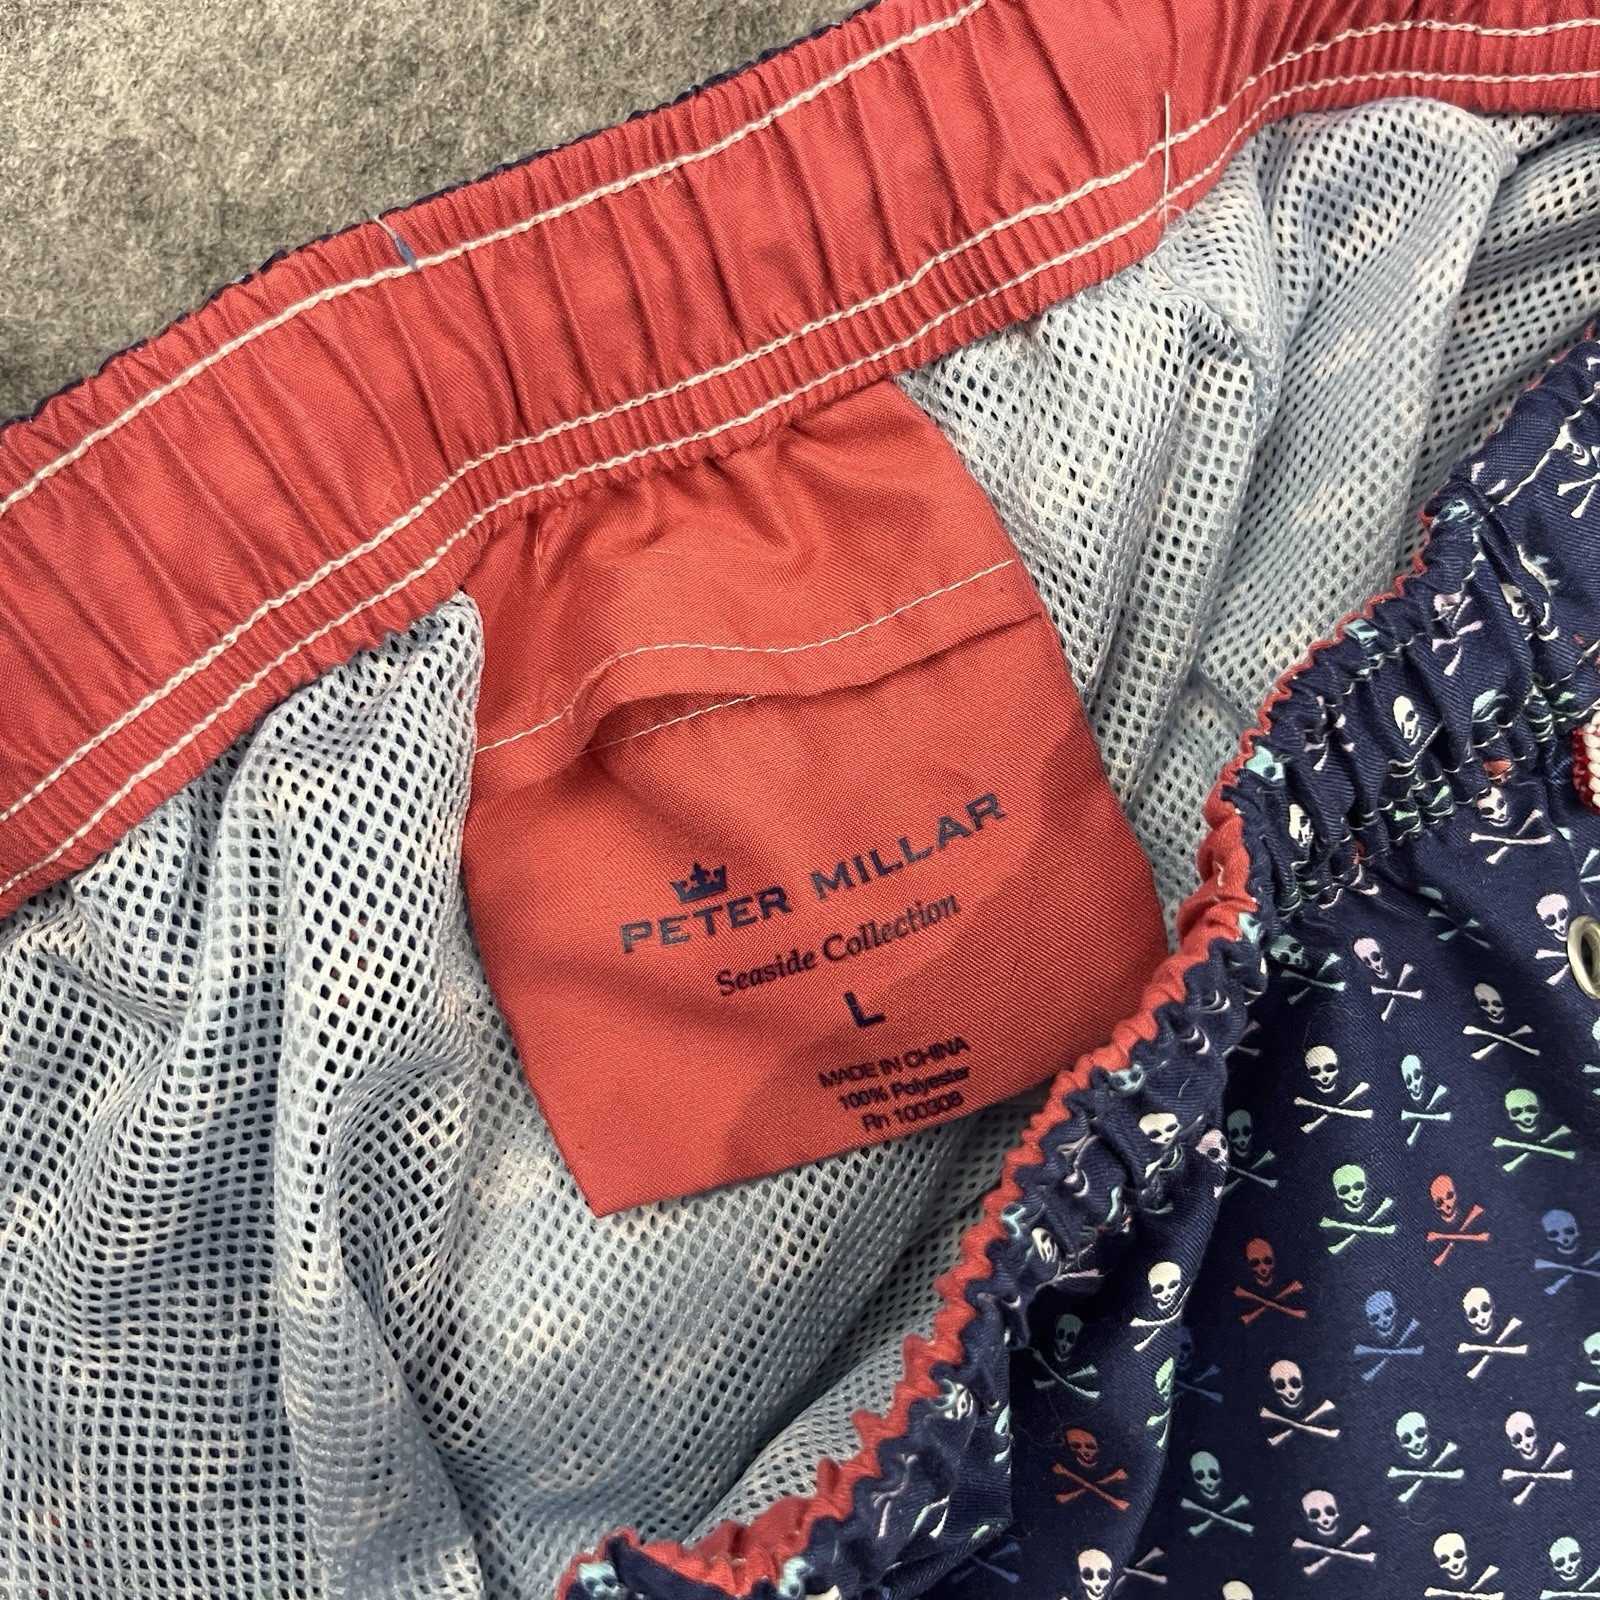 PETER MILLAR
Seaside Collection
L
MADE IN CHINA
100% Polyester
Rn 100308